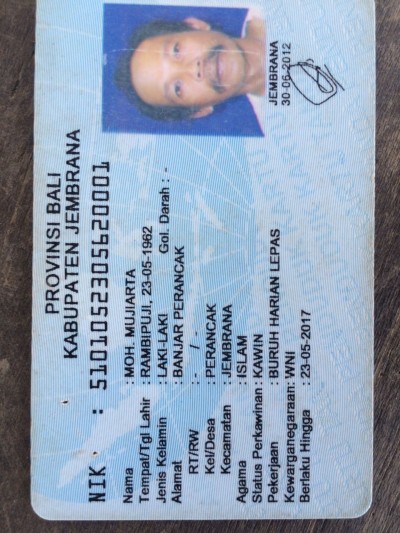 PROVINSI BALI
KABUPATEN JEMBRANA
NIK : 5101052305620001
Nama : MOH. MUJIARTA
Tempat/Tgl Lahir : RAMBIPUJI, 23-05-1962
Jenis Kelamin : LAKI-LAKI Gol. Darah : -
Alamat : BANJAR PERANCAK
RT/RW : - / -
Kel/Desa : PERANCAK
Kecamatan : JEMBRANA
Agama : ISLAM
Status Perkawinan : KAWIN
Pekerjaan : BURUH HARIAN LEPAS
Kewarganegaraan: WNI
Berlaku Hingga : 23-05-2017
JEMBRANA
30-06-2012